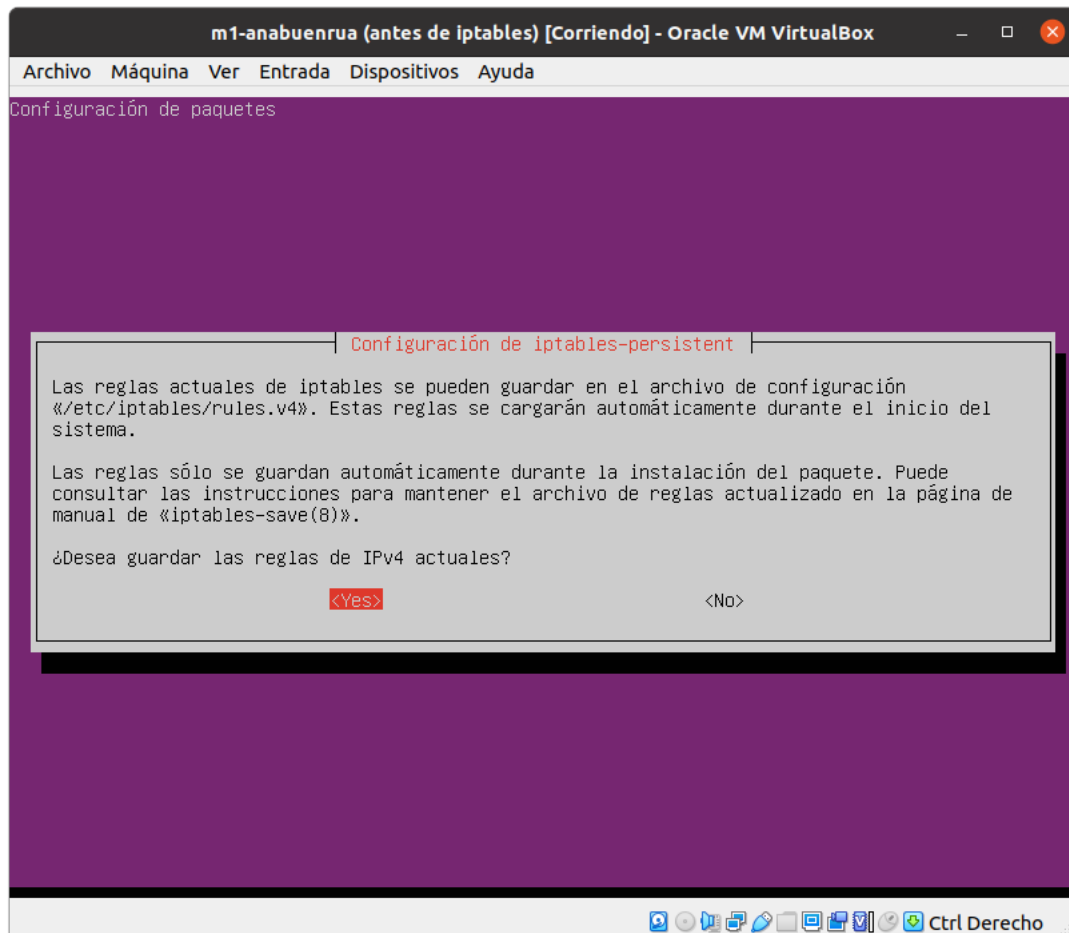 m1-anabuenrua (antes de iptables) [Corriendo] - Oracle VM VirtualBox
Archivo Máquina Ver Entrada Dispositivos Ayuda
Configuración de paquetes
Configuración de iptables-persistent
Las reglas actuales de iptables se pueden guardar en el archivo de configuración
«/etc/iptables/rules.v4». Estas reglas se cargarán automáticamente durante el inicio del
sistema.
Las reglas sólo se guardan automáticamente durante la instalación del paquete. Puede
consultar las instrucciones para mantener el archivo de reglas actualizado en la página de
manual de «iptables-save(8)».
¿Desea guardar las reglas de IPv4 actuales?
<Yes> <No>
Ctrl Derecho